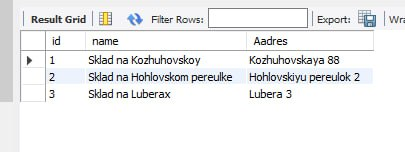 Result Grid Filter Rows: Export: Wra
id name Aadres
1 Sklad na Kozhuhovskoy Kozhuhovskaya 88
2 Sklad na Hohlovskom pereulke Hohlovskiyu pereulok 2
3 Sklad na Luberax Lubera 3